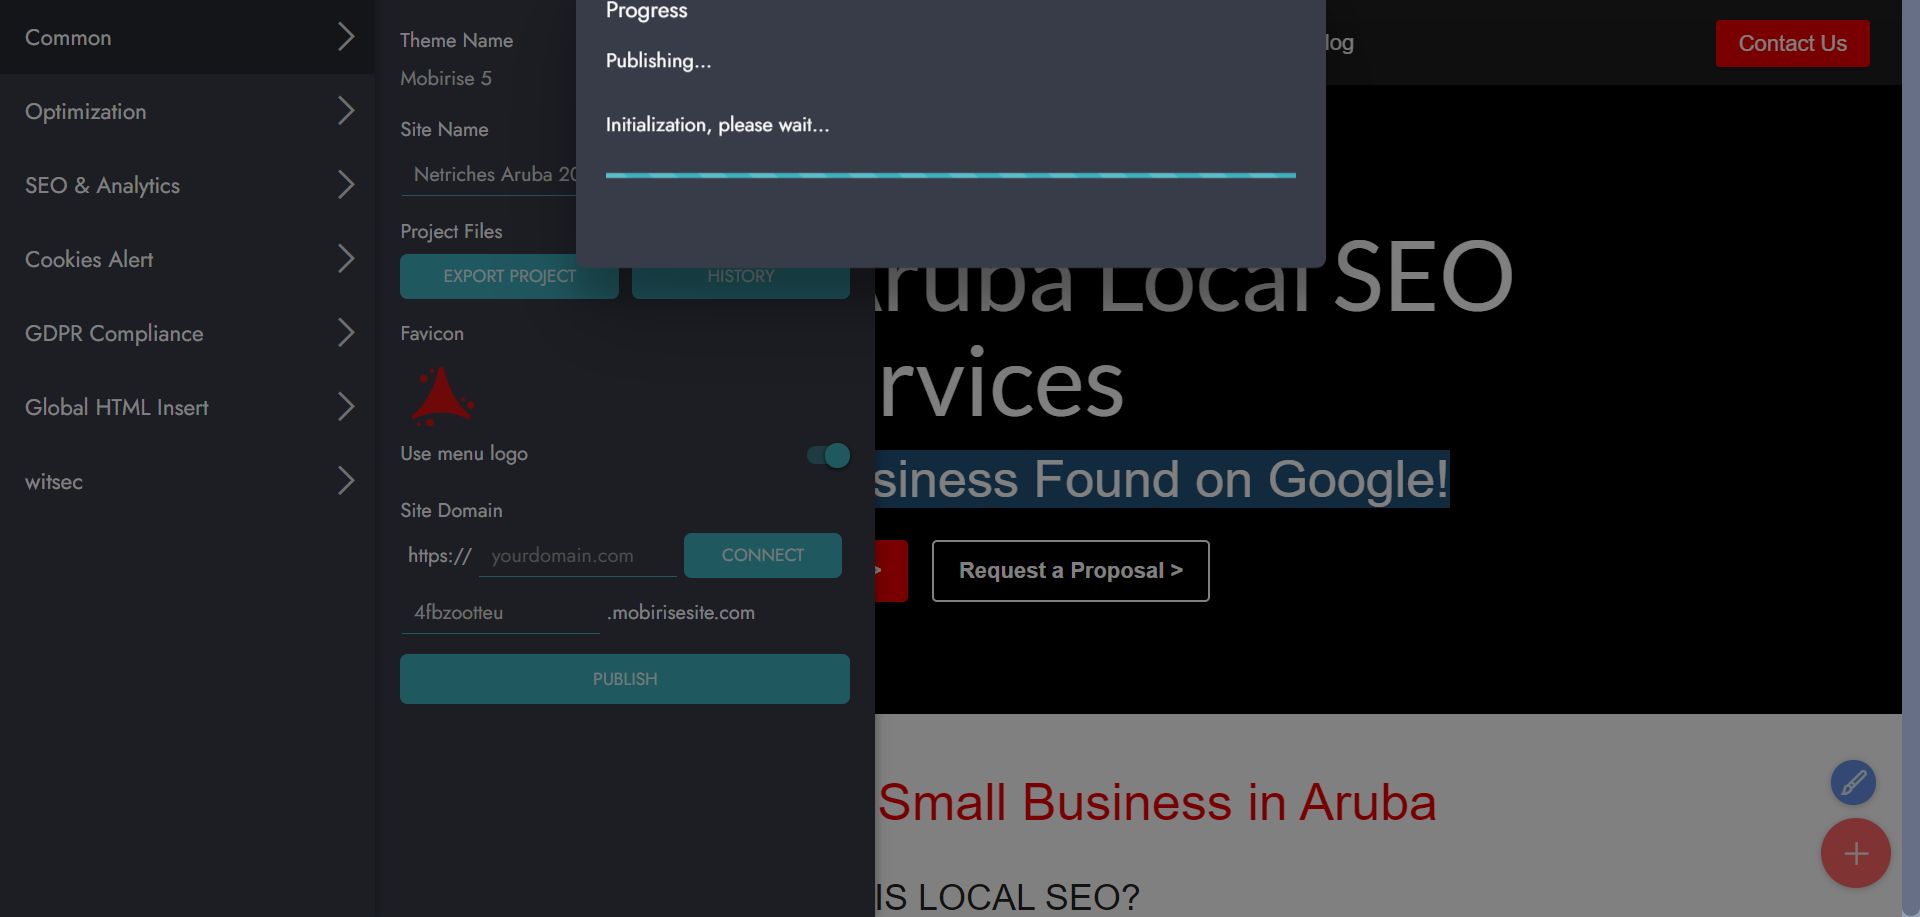 Common
Optimization
SEO & Analytics
Cookies Alert
GDPR Compliance
Global HTML Insert
witsec
Theme Name
Mobirise 5
Site Name
Netriches Aruba 20
Project Files
EXPORT PROJECT
HISTORY
Favicon
Use menu logo
Site Domain
https://
yourdomain.com
CONNECT
4fbzootteu
.mobirisesite.com
PUBLISH
Progress
Publishing...
Initialization, please wait...
log
Contact Us
Aruba Local SEO
rvices
siness Found on Google!
>
Request a Proposal >
Small Business in Aruba
IS LOCAL SEO?